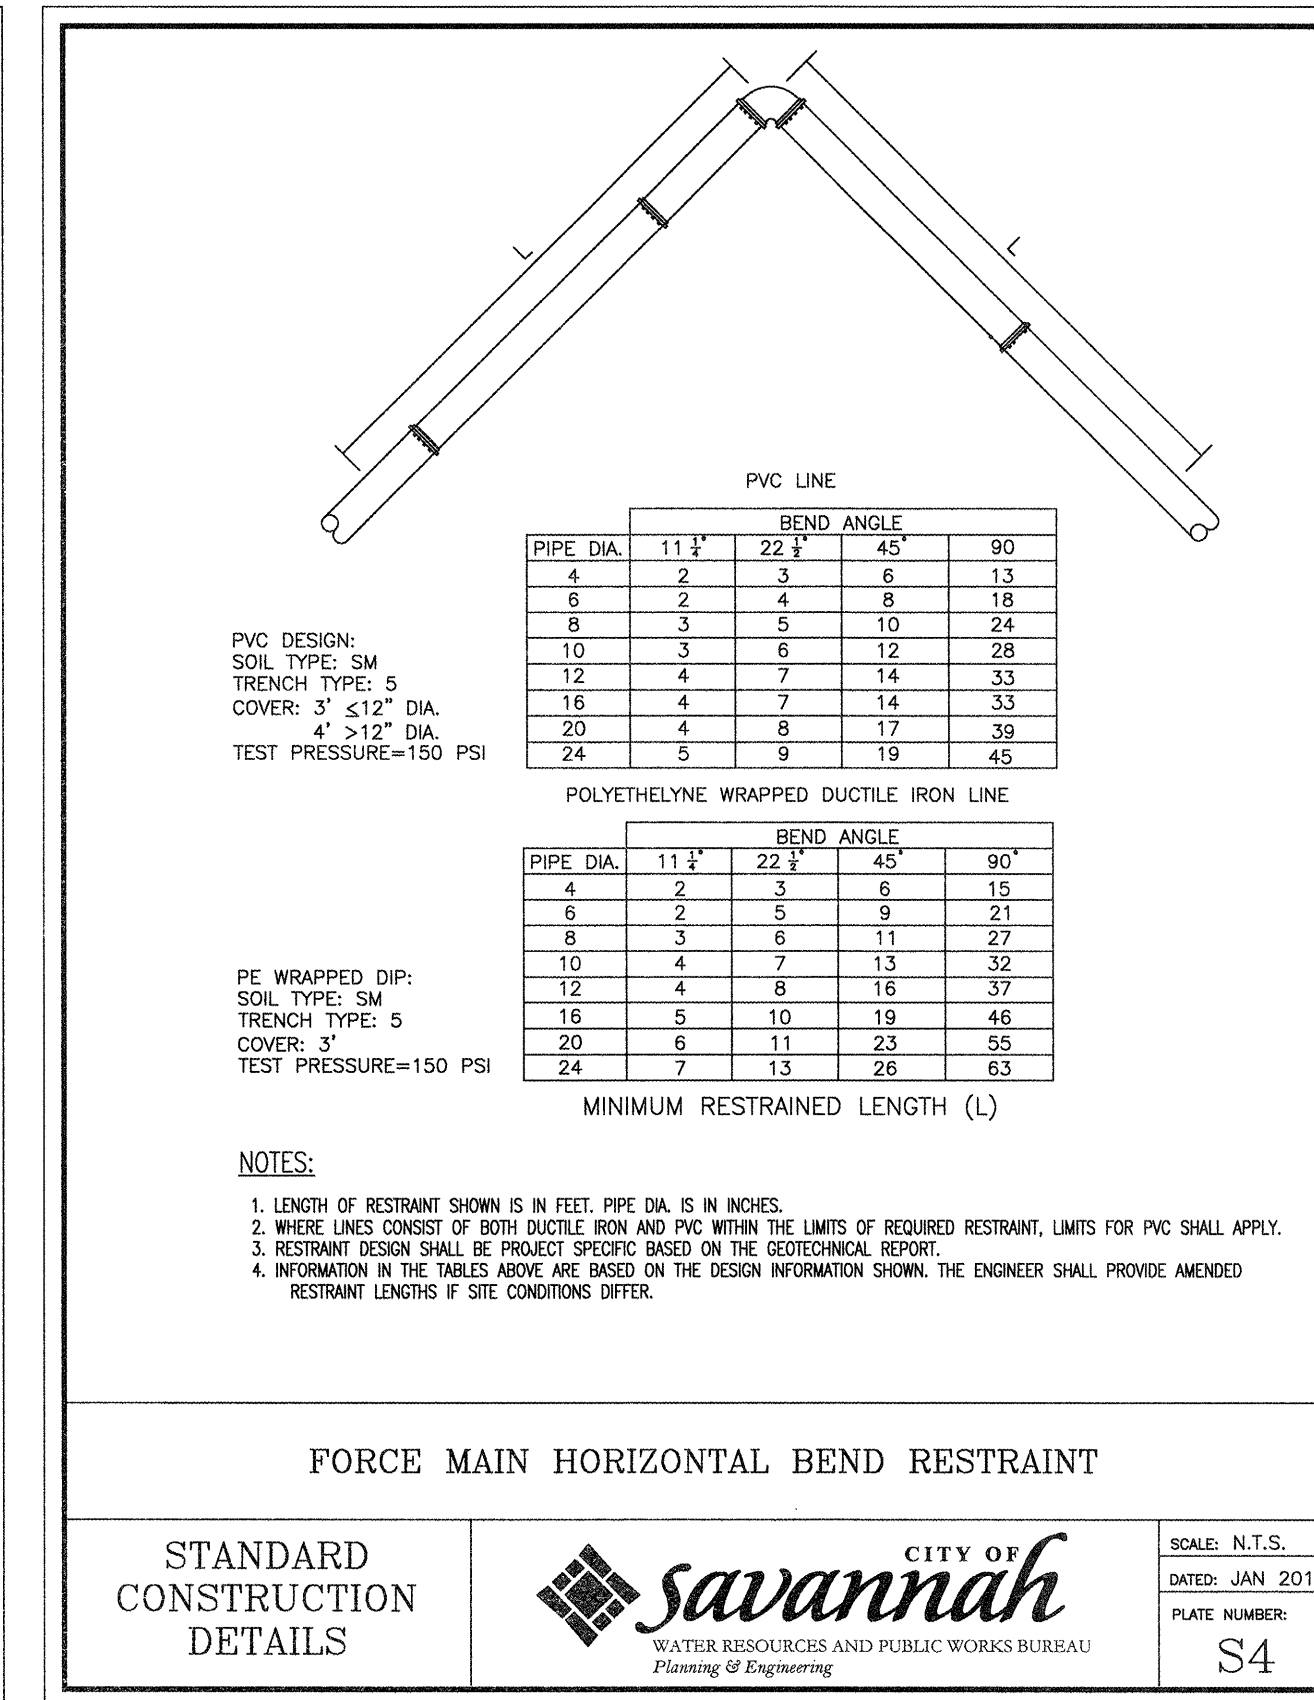 L
L
PVC LINE
BEND ANGLE
PIPE DIA. 11 1/4° 22 1/2° 45° 90
4 2 3 6 13
6 2 4 8 18
8 3 5 10 24
10 3 6 12 28
12 4 7 14 33
16 4 7 14 33
20 4 8 17 39
24 5 9 19 45
PVC DESIGN:
SOIL TYPE: SM
TRENCH TYPE: 5
COVER: 3' ≤12" DIA.
4' >12" DIA.
TEST PRESSURE=150 PSI
POLYETHELYNE WRAPPED DUCTILE IRON LINE
BEND ANGLE
PIPE DIA. 11 1/4° 22 1/2° 45° 90°
4 2 3 6 15
6 2 5 9 21
8 3 6 11 27
10 4 7 13 32
12 4 8 16 37
16 5 10 19 46
20 6 11 23 55
24 7 13 26 63
PE WRAPPED DIP:
SOIL TYPE: SM
TRENCH TYPE: 5
COVER: 3'
TEST PRESSURE=150 PSI
MINIMUM RESTRAINED LENGTH (L)
NOTES:
1. LENGTH OF RESTRAINT SHOWN IS IN FEET. PIPE DIA. IS IN INCHES.
2. WHERE LINES CONSIST OF BOTH DUCTILE IRON AND PVC WITHIN THE LIMITS OF REQUIRED RESTRAINT, LIMITS FOR PVC SHALL APPLY.
3. RESTRAINT DESIGN SHALL BE PROJECT SPECIFIC BASED ON THE GEOTECHNICAL REPORT.
4. INFORMATION IN THE TABLES ABOVE ARE BASED ON THE DESIGN INFORMATION SHOWN. THE ENGINEER SHALL PROVIDE AMENDED
RESTRAINT LENGTHS IF SITE CONDITIONS DIFFER.
FORCE MAIN HORIZONTAL BEND RESTRAINT
STANDARD
CONSTRUCTION
DETAILS
CITY OF
savannah
WATER RESOURCES AND PUBLIC WORKS BUREAU
Planning & Engineering
SCALE: N.T.S.
DATED: JAN 201
PLATE NUMBER:
S4